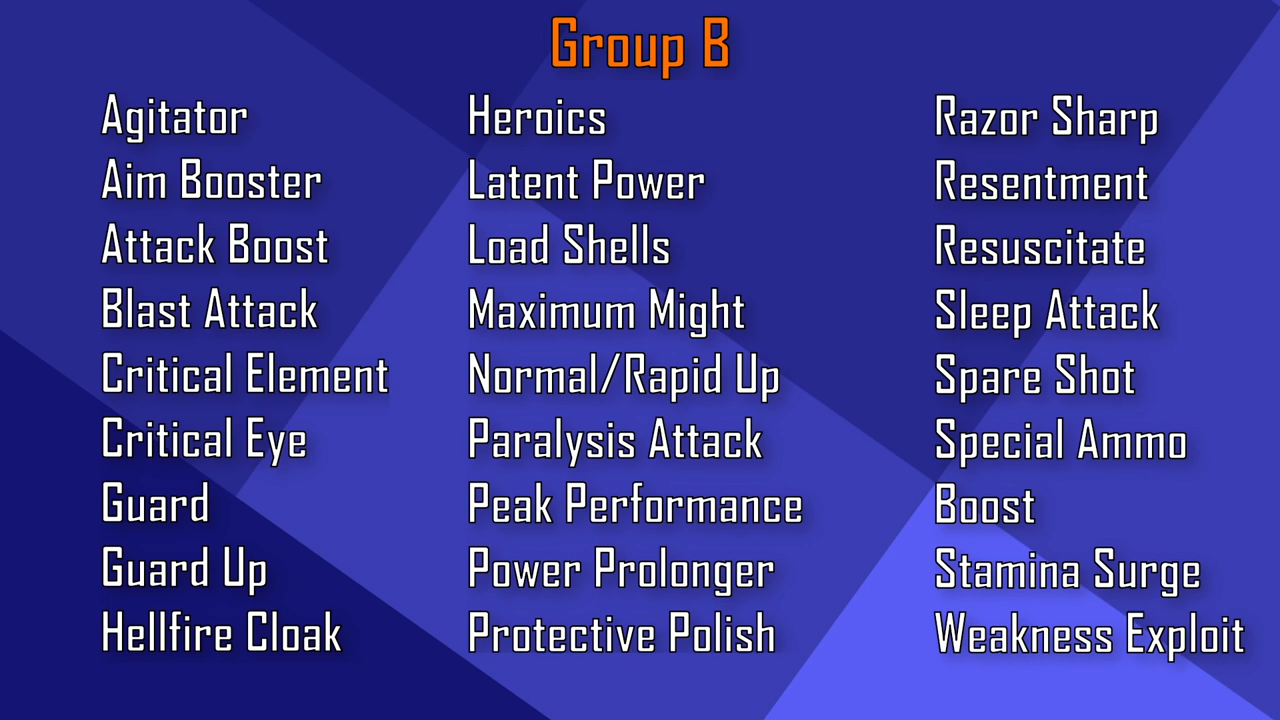 Group B
Agitator
Aim Booster
Attack Boost
Blast Attack
Critical Element
Critical Eye
Guard
Guard Up
Hellfire Cloak
Heroics
Latent Power
Load Shells
Maximum Might
Normal/Rapid Up
Paralysis Attack
Peak Performance
Power Prolonger
Protective Polish
Razor Sharp
Resentment
Resuscitate
Sleep Attack
Spare Shot
Special Ammo
Boost
Stamina Surge
Weakness Exploit